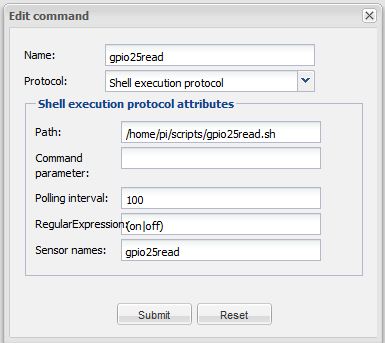 Edit command
Name: gpio25read
Protocol: Shell execution protocol
Shell execution protocol attributes
Path: /home/pi/scripts/gpio25read.sh
Command
parameter:
Polling interval: 100
RegularExpression: (on|off)
Sensor names: gpio25read
Submit Reset